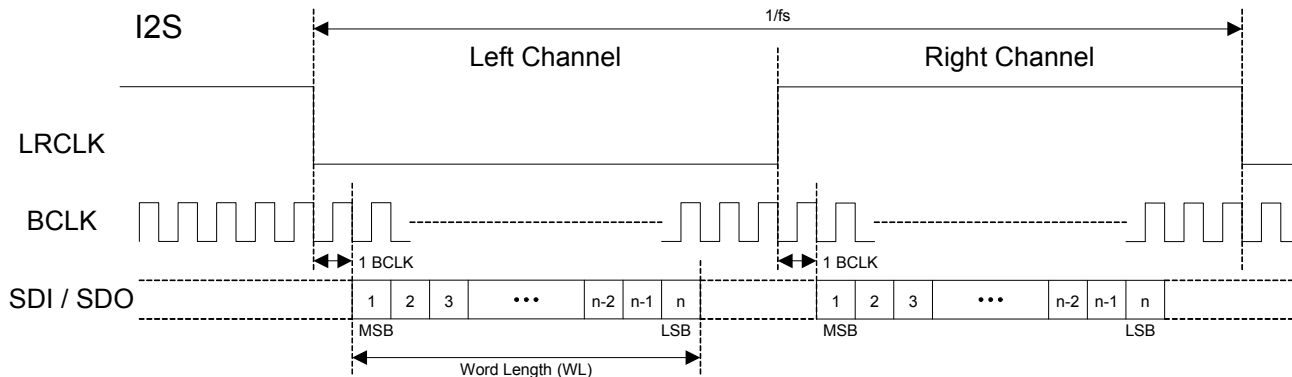 I2S
1/fs
Left Channel
Right Channel
LRCLK
BCLK
1 BCLK
1 BCLK
SDI / SDO
1 2 3 ••• n-2 n-1 n
1 2 3 ••• n-2 n-1 n
MSB LSB
MSB LSB
Word Length (WL)